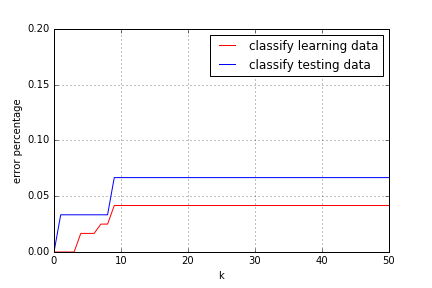 0.20
classify learning data
classify testing data
0.15
error percentage
0.10
0.05
0.00
0 10 20 30 40 50
k